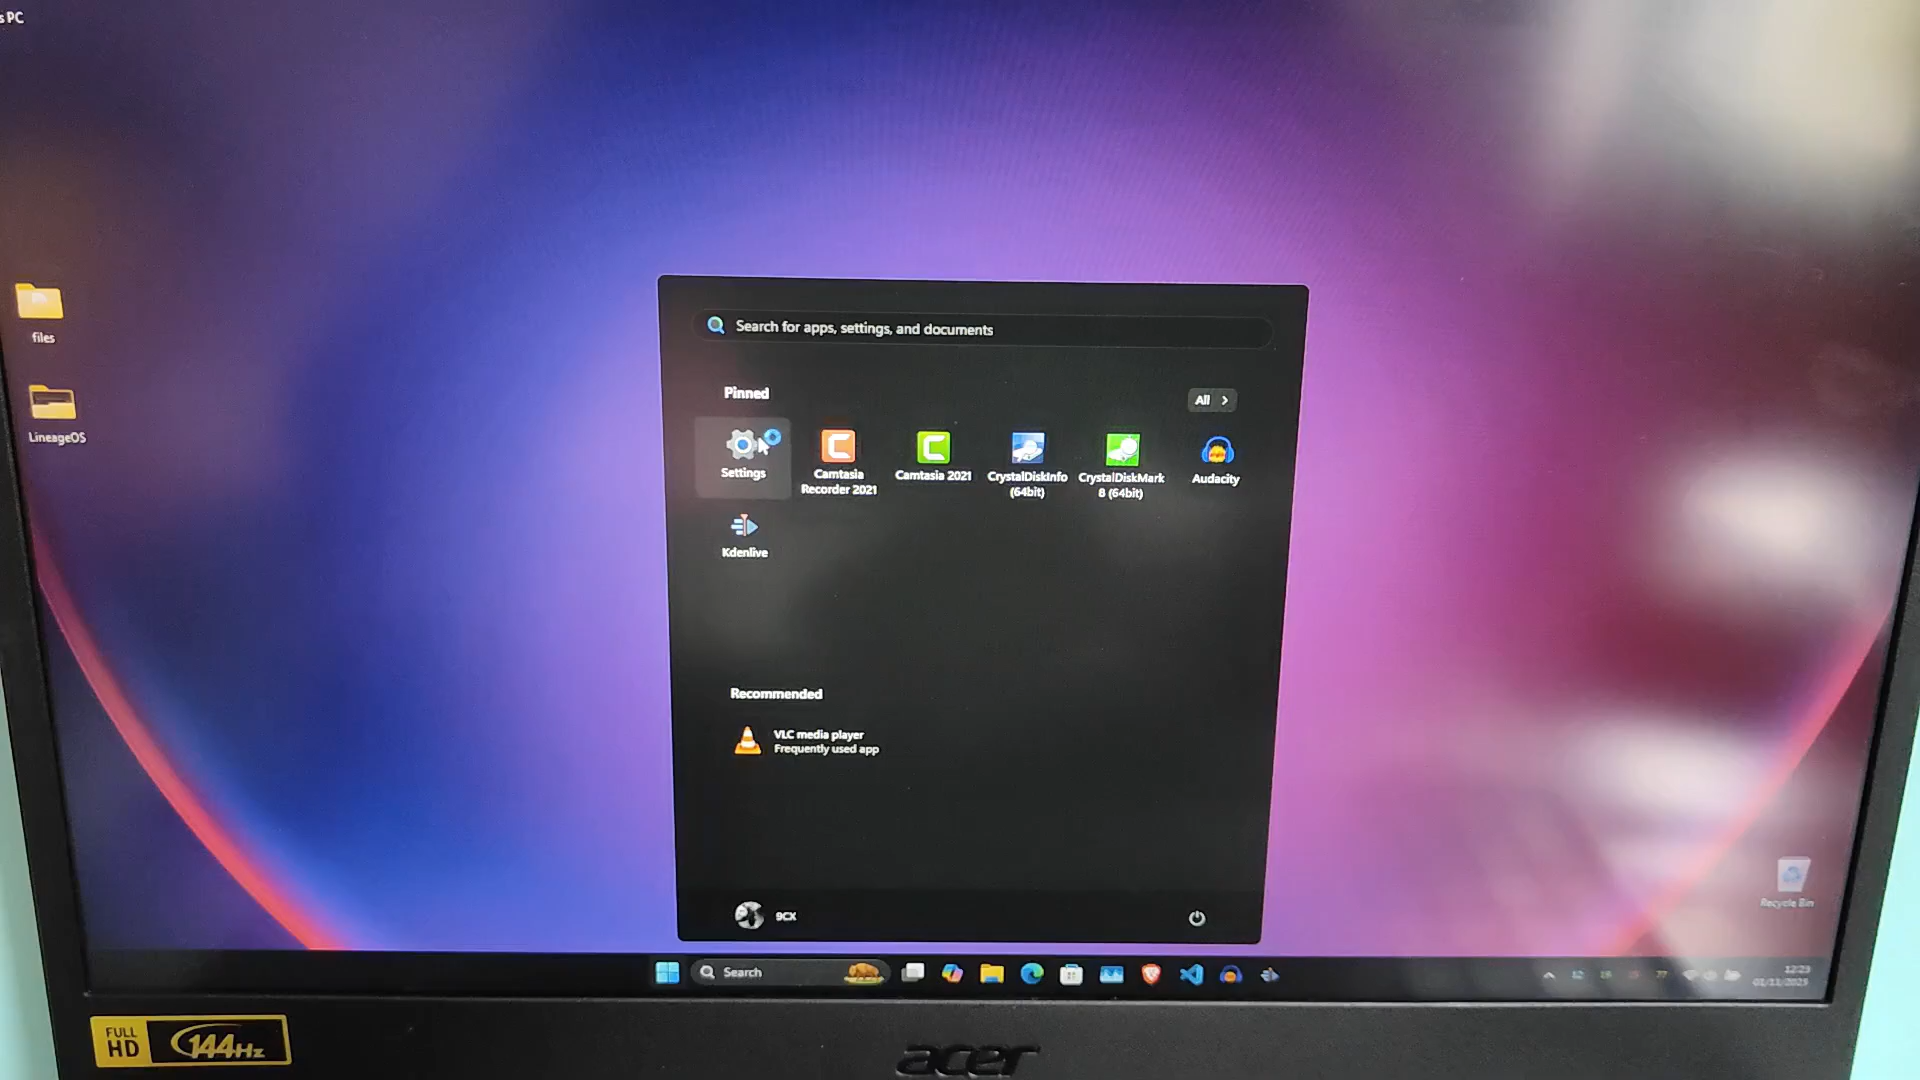 s PC
files
LineageOS
Search for apps, settings, and documents
Pinned
All
Settings
Camtasia
Recorder 2021
Camtasia 2021
CrystalDiskInfo
(64bit)
CrystalDiskMark
8 (64bit)
Audacity
Kdenlive
Recommended
VLC media player
Frequently used app
9CX
Recycle Bin
Search
12:23
01/11/2025
FULL
HD
144Hz
acer